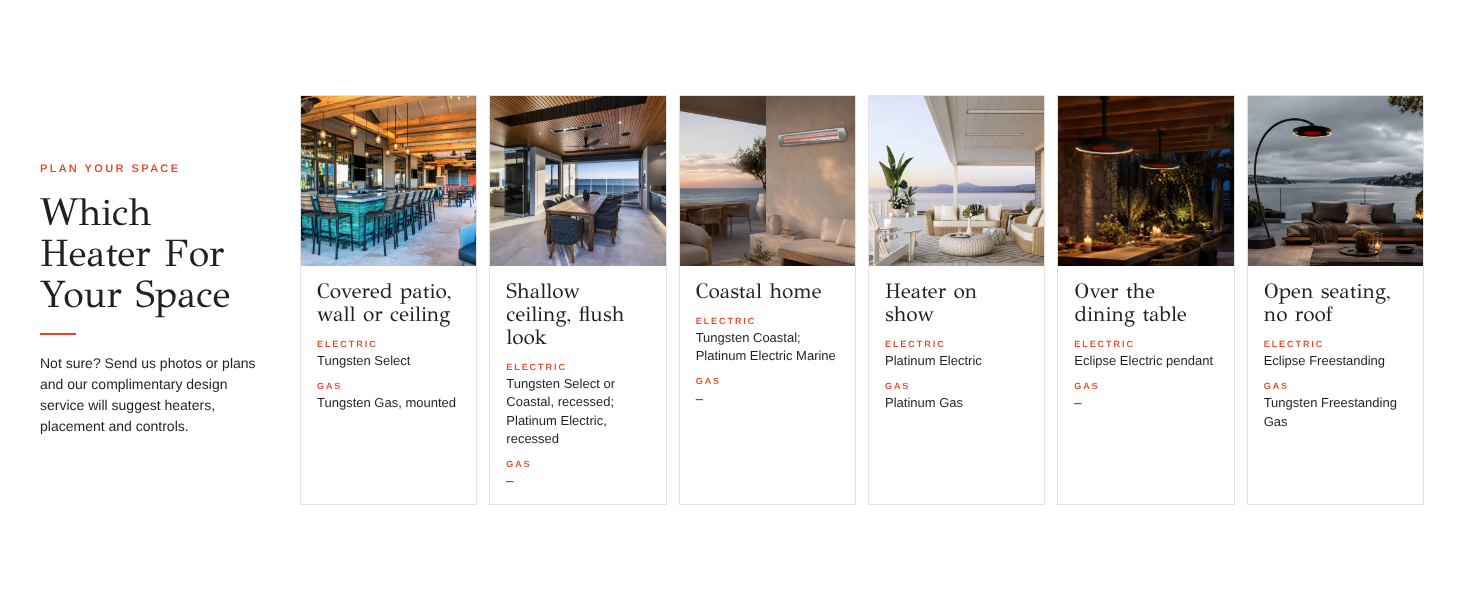 PLAN YOUR SPACE
Which
Heater For
Your Space
Not sure? Send us photos or plans
and our complimentary design
service will suggest heaters,
placement and controls.
Covered patio,
wall or ceiling
ELECTRIC
Tungsten Select
GAS
Tungsten Gas, mounted
Shallow
ceiling, flush
look
ELECTRIC
Tungsten Select or
Coastal, recessed;
Platinum Electric,
recessed
GAS
–
Coastal home
ELECTRIC
Tungsten Coastal;
Platinum Electric Marine
GAS
–
Heater on
show
ELECTRIC
Platinum Electric
GAS
Platinum Gas
Over the
dining table
ELECTRIC
Eclipse Electric pendant
GAS
–
Open seating,
no roof
ELECTRIC
Eclipse Freestanding
GAS
Tungsten Freestanding
Gas